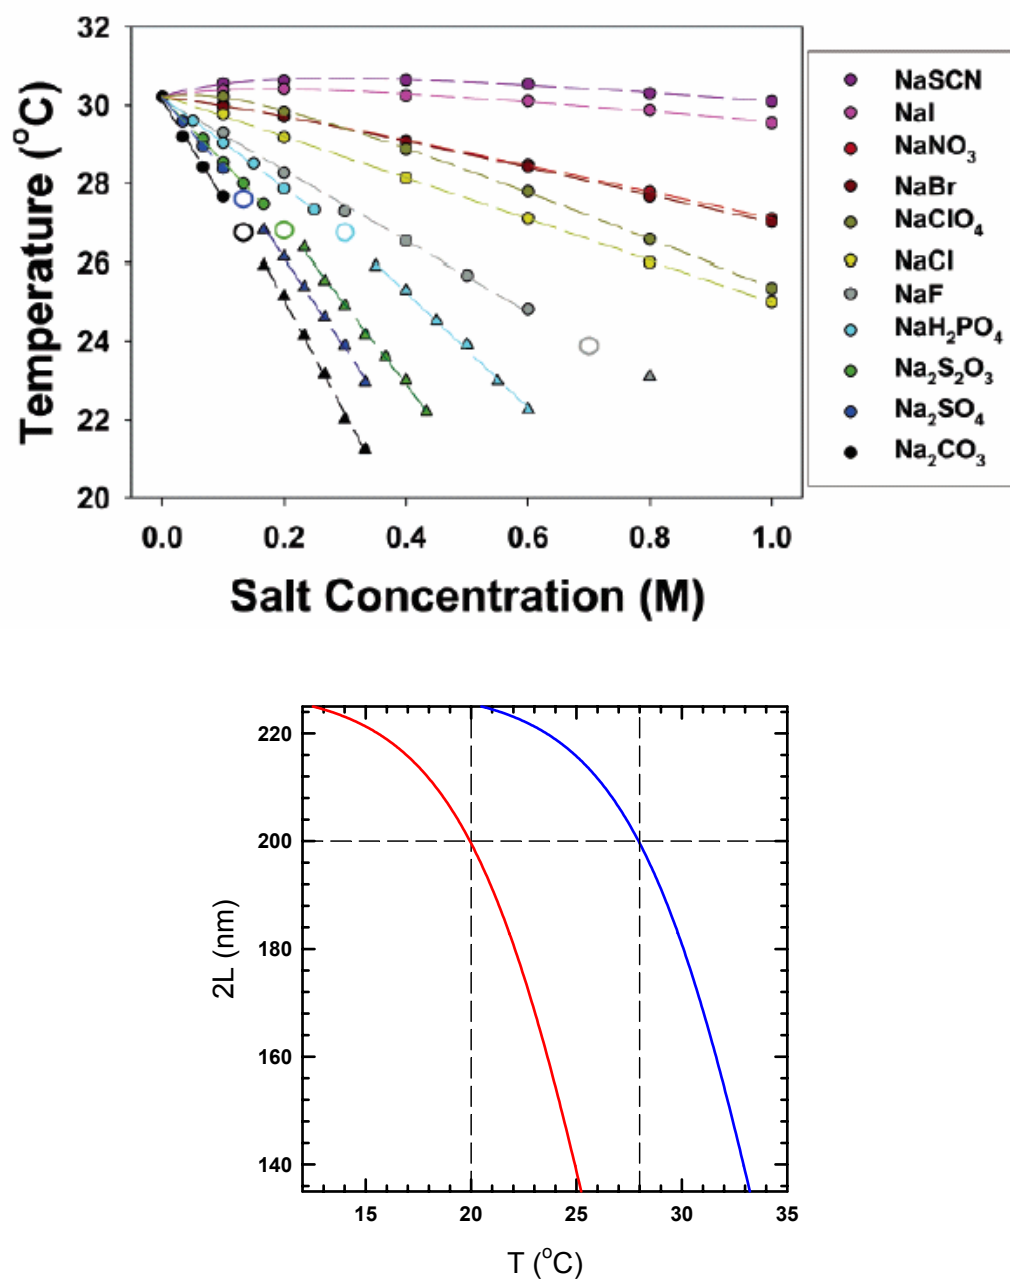 32
30
28
26
24
22
20
Temperature (°C)
0.0 0.2 0.4 0.6 0.8 1.0
Salt Concentration (M)
NaSCN
NaI
NaNO₃
NaBr
NaClO₄
NaCl
NaF
NaH₂PO₄
Na₂S₂O₃
Na₂SO₄
Na₂CO₃
220
200
180
160
140
2L (nm)
15 20 25 30 35
T (°C)